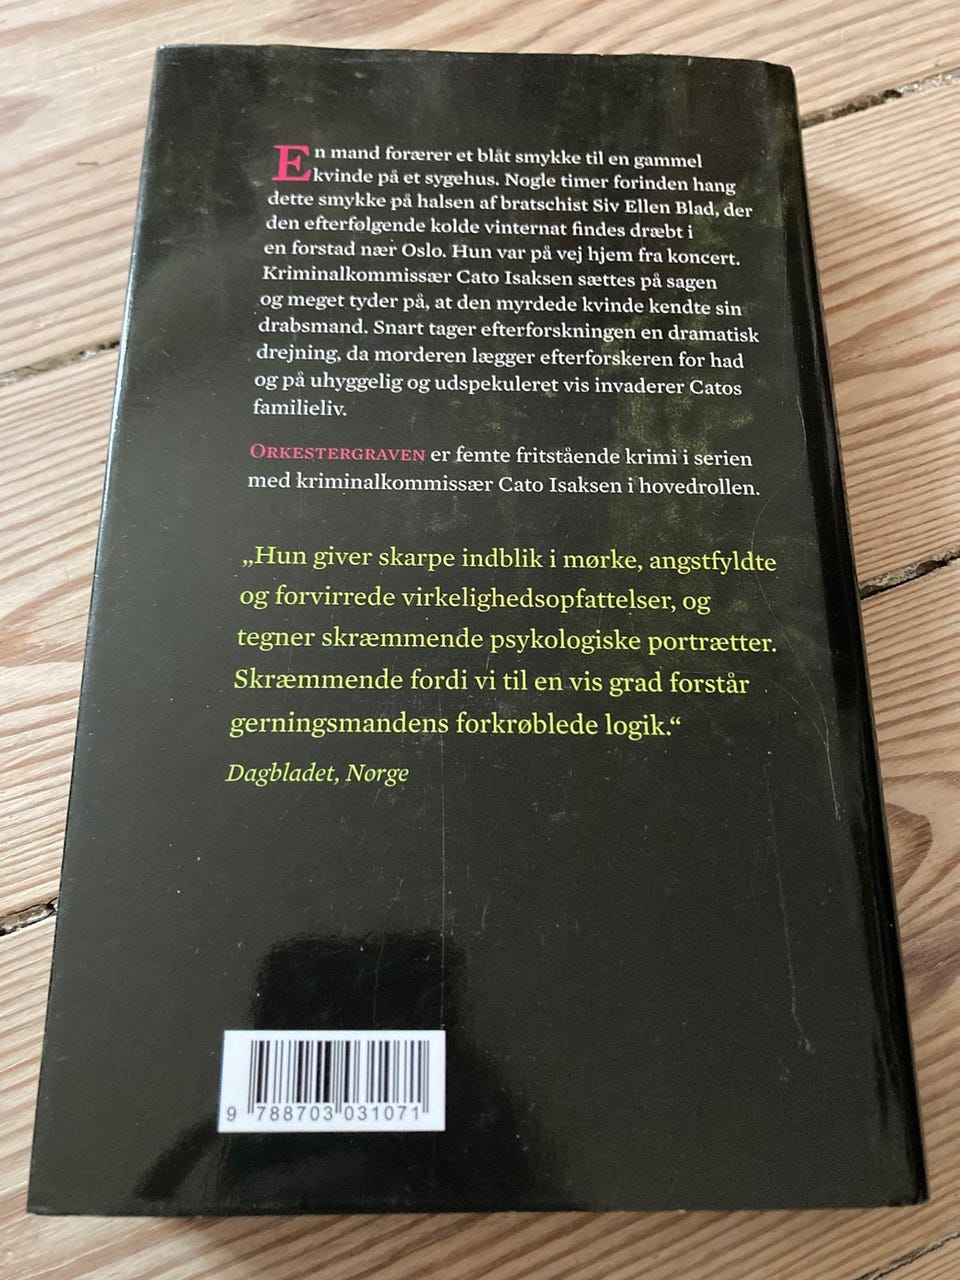 En mand forærer et blåt smykke til en gammel
kvinde på et sygehus. Nogle timer forinden hang
dette smykke på halsen af bratschist Siv Ellen Blad, der
den efterfølgende kolde vinternat findes dræbt i
en forstad nær Oslo. Hun var på vej hjem fra koncert.
Kriminalkommissær Cato Isaksen sættes på sagen
og meget tyder på, at den myrdede kvinde kendte sin
drabsmand. Snart tager efterforskningen en dramatisk
drejning, da morderen lægger efterforskeren for had
og på uhyggelig og udspekuleret vis invaderer Catos
familieliv.
ORKESTERGRAVEN er femte fritstående krimi i serien
med kriminalkommissær Cato Isaksen i hovedrollen.
„Hun giver skarpe indblik i mørke, angstfyldte
og forvirrede virkelighedsopfattelser, og
tegner skræmmende psykologiske portrætter.
Skræmmende fordi vi til en vis grad forstår
gerningsmandens forkrøblede logik.“
Dagbladet, Norge
9 788703 031071